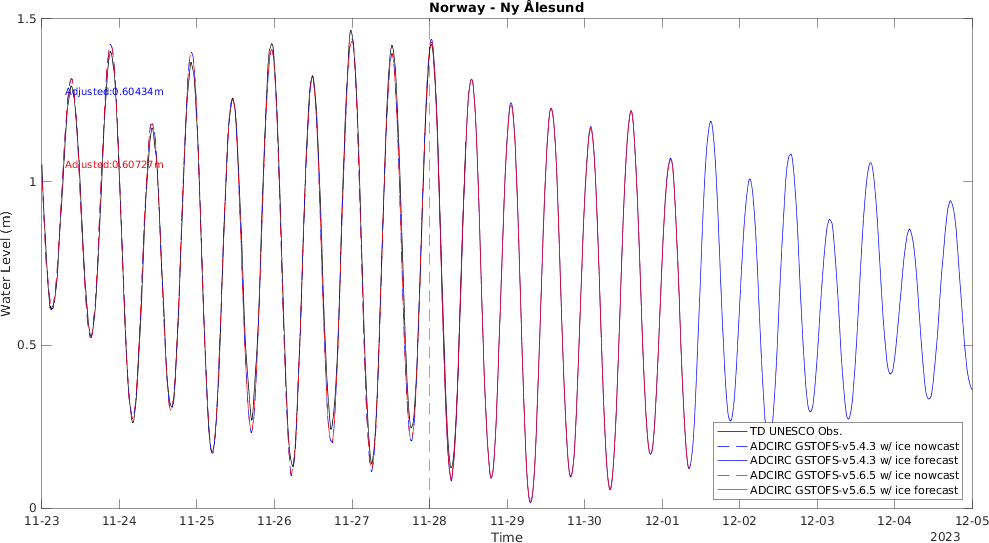 Norway - Ny Ålesund
1.5
1
0.5
0
Water Level (m)
Adjusted:0.60434m
Adjusted:0.60727m
TD UNESCO Obs.
ADCIRC GSTOFS-v5.4.3 w/ ice nowcast
ADCIRC GSTOFS-v5.4.3 w/ ice forecast
ADCIRC GSTOFS-v5.6.5 w/ ice nowcast
ADCIRC GSTOFS-v5.6.5 w/ ice forecast
11-23 11-24 11-25 11-26 11-27 11-28 11-29 11-30 12-01 12-02 12-03 12-04 12-05
Time
2023